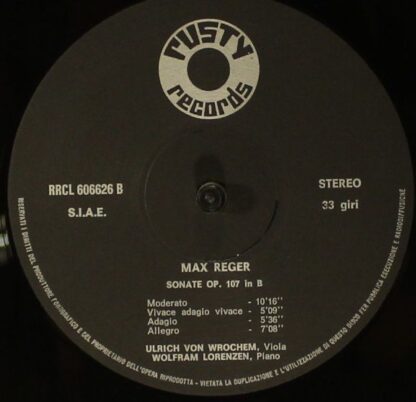 rusty
records
RRCL 606626 B
S.I.A.E.
STEREO
33 giri
MAX REGER
SONATE OP. 107 in B
Moderato - 10'16"
Vivace adagio vivace - 5'09"
Adagio - 5'36"
Allegro - 7'08"
ULRICH VON WROCHEM, Viola
WOLFRAM LORENZEN, Piano
RISERVATI I DIRITTI DEL PRODUTTORE FOTOGRAFICO E QUELLI DEL PROPRIETARIO DELL'OPERA RIPRODOTTA - VIETATA LA DUPLICAZIONE E L'UTILIZZAZIONE DI QUESTO DISCO PER PUBBLICA ESECUZIONE E RADIODIFFUSIONE